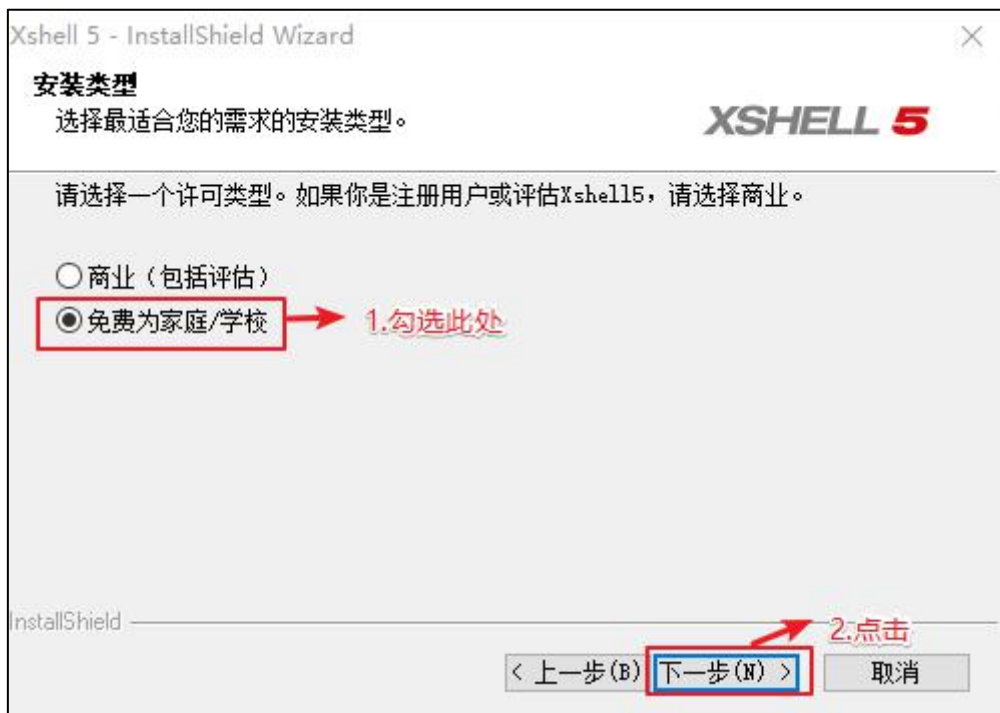 Xshell 5 - InstallShield Wizard
安装类型
选择最适合您的需求的安装类型。
XSHELL 5
请选择一个许可类型。如果你是注册用户或评估Xshell5，请选择商业。
商业（包括评估）
免费为家庭/学校
1.勾选此处
InstallShield
2.点击
< 上一步(B) 下一步(N) > 取消